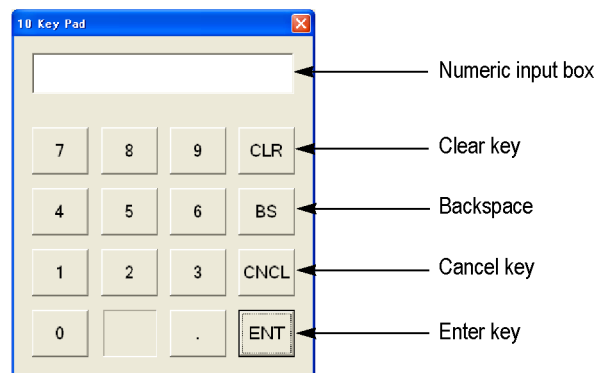 10 Key Pad
Numeric input box
7 8 9 CLR Clear key
4 5 6 BS Backspace
1 2 3 CNCL Cancel key
0 . ENT Enter key